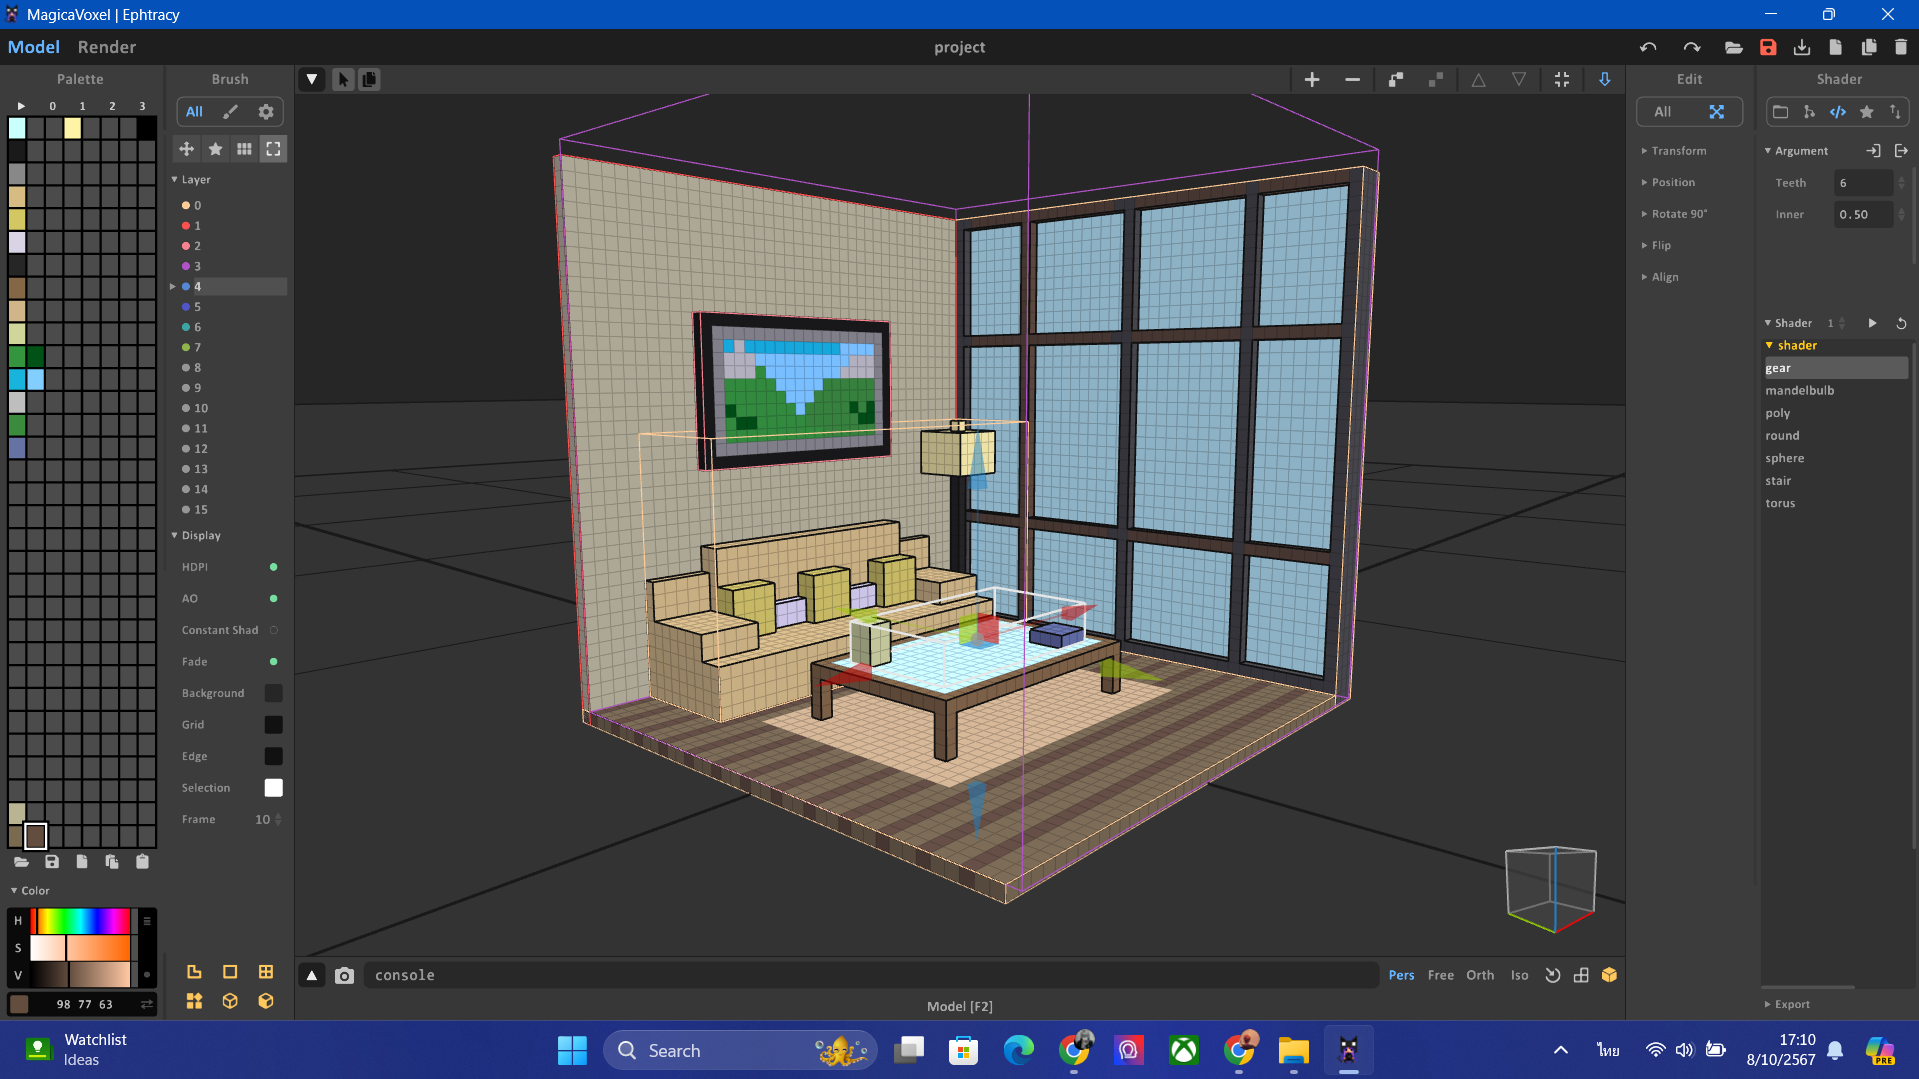 MagicaVoxel | Ephtracy
Model Render
project
Palette
Brush
Edit
Shader
0 1 2 3
All
All
Layer
0
1
2
3
4
5
6
7
8
9
10
11
12
13
14
15
Display
HDPI
AO
Constant Shad
Fade
Background
Grid
Edge
Selection
Frame 10
Color
H
S
V
98 77 63
Transform
Position
Rotate 90°
Flip
Align
Argument
Teeth 6
Inner 0.50
Shader 1
shader
gear
mandelbulb
poly
round
sphere
stair
torus
Export
console
Pers Free Orth Iso
Model [F2]
Watchlist
Ideas
Search
ไทย
17:10
8/10/2567
PRE